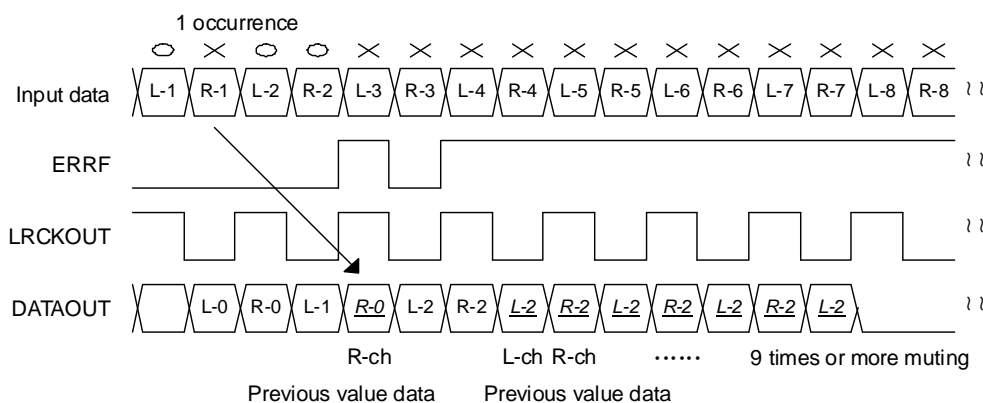 1 occurrence
Input data L-1 R-1 L-2 R-2 L-3 R-3 L-4 R-4 L-5 R-5 L-6 R-6 L-7 R-7 L-8 R-8
ERRF
LRCKOUT
DATAOUT L-0 R-0 L-1 R-0 L-2 R-2 L-2 R-2 L-2 R-2 L-2 R-2 L-2
R-ch L-ch R-ch ...... 9 times or more muting
Previous value data Previous value data